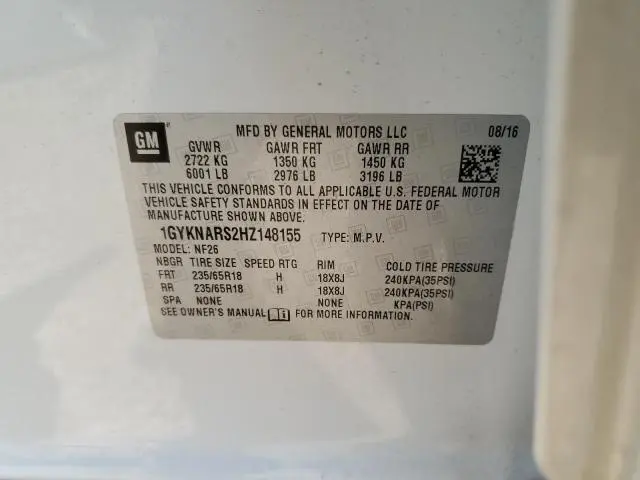 GM MFD BY GENERAL MOTORS LLC 08/16
GVWR GAWR FRT GAWR RR
2722 KG 1350 KG 1450 KG
6001 LB 2976 LB 3196 LB
THIS VEHICLE CONFORMS TO ALL APPLICABLE U.S. FEDERAL MOTOR
VEHICLE SAFETY STANDARDS IN EFFECT ON THE DATE OF
MANUFACTURE SHOWN ABOVE.
1GYKNARS2HZ148155 TYPE: M.P.V.
MODEL: NF26
NBGR TIRE SIZE SPEED RTG RIM COLD TIRE PRESSURE
FRT 235/65R18 H 18X8J 240KPA(35PSI)
RR 235/65R18 H 18X8J 240KPA(35PSI)
SPA NONE NONE KPA(PSI)
SEE OWNER'S MANUAL FOR MORE INFORMATION.